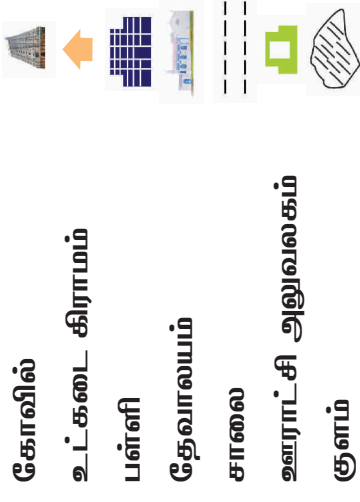 கோவில்
உட்கடை கிராமம்
பள்ளி
தேவாலயம்
சாலை
ஊராட்சி அலுவலகம்
குளம்